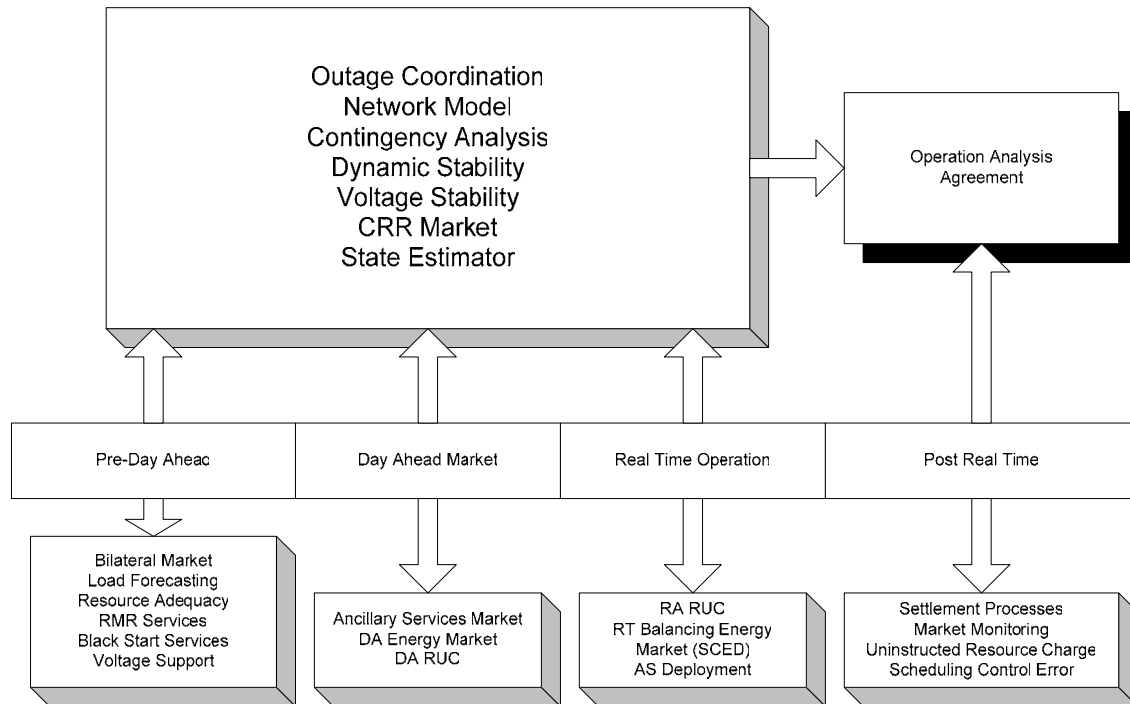 Outage Coordination
Network Model
Contingency Analysis
Dynamic Stability
Voltage Stability
CRR Market
State Estimator
Operation Analysis
Agreement
Pre-Day Ahead
Day Ahead Market
Real Time Operation
Post Real Time
Bilateral Market
Load Forecasting
Resource Adequacy
RMR Services
Black Start Services
Voltage Support
Ancillary Services Market
DA Energy Market
DA RUC
RA RUC
RT Balancing Energy
Market (SCED)
AS Deployment
Settlement Processes
Market Monitoring
Uninstructed Resource Charge
Scheduling Control Error